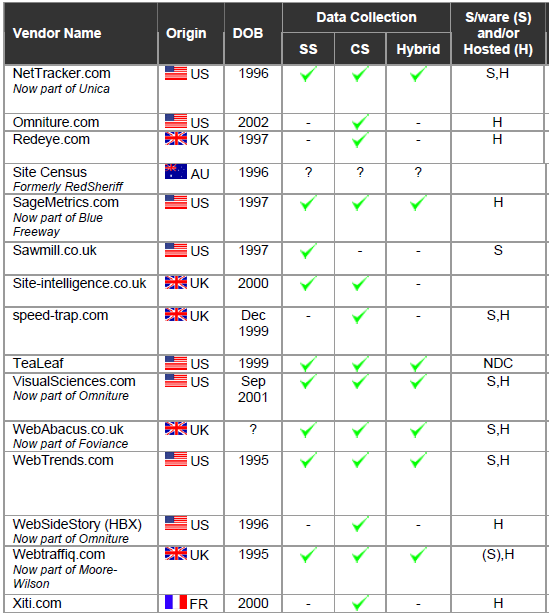 Vendor Name Origin DOB Data Collection S/ware (S) and/or Hosted (H)
SS CS Hybrid
NetTracker.com US 1996 S,H
Now part of Unica
Omniture.com US 2002 - - H
Redeye.com UK 1997 - - H
Site Census AU 1996 ? ? ?
Formerly RedSheriff
SageMetrics.com US 1997 H
Now part of Blue
Freeway
Sawmill.co.uk US 1997 - - S
Site-intelligence.co.uk UK 2000 -
speed-trap.com UK Dec - - S,H
1999
TeaLeaf US 1999 NDC
VisualSciences.com US Sep S,H
Now part of Omniture 2001
WebAbacus.co.uk UK ? S,H
Now part of Foviance
WebTrends.com US 1995 S,H
WebSideStory (HBX) US 1996 - - H
Now part of Omniture
Webtraffiq.com UK 1995 (S),H
Now part of Moore-
Wilson
Xiti.com FR 2000 - - H